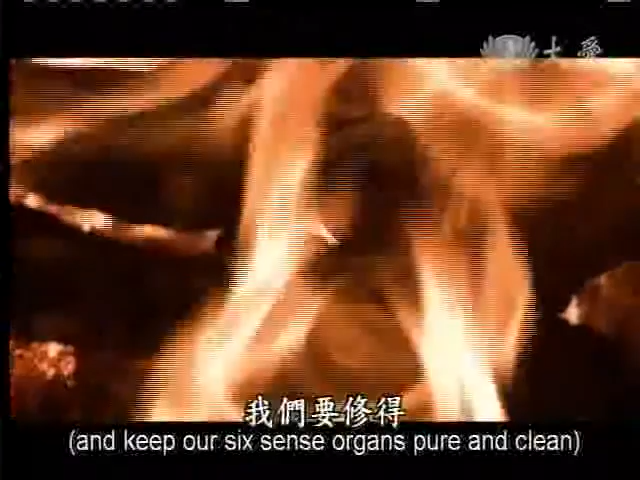 大愛
我們要修得
(and keep our six sense organs pure and clean)